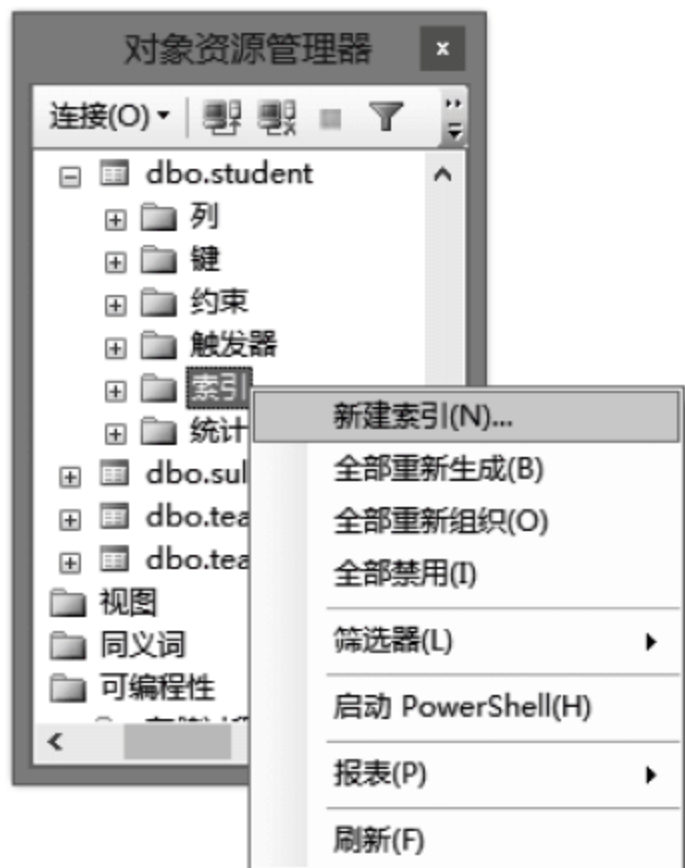 对象资源管理器
连接(O)
dbo.student
列
键
约束
触发器
索引
统计
dbo.sul
dbo.tea
dbo.tea
视图
同义词
可编程性
新建索引(N)...
全部重新生成(B)
全部重新组织(O)
全部禁用(I)
筛选器(L)
启动 PowerShell(H)
报表(P)
刷新(F)